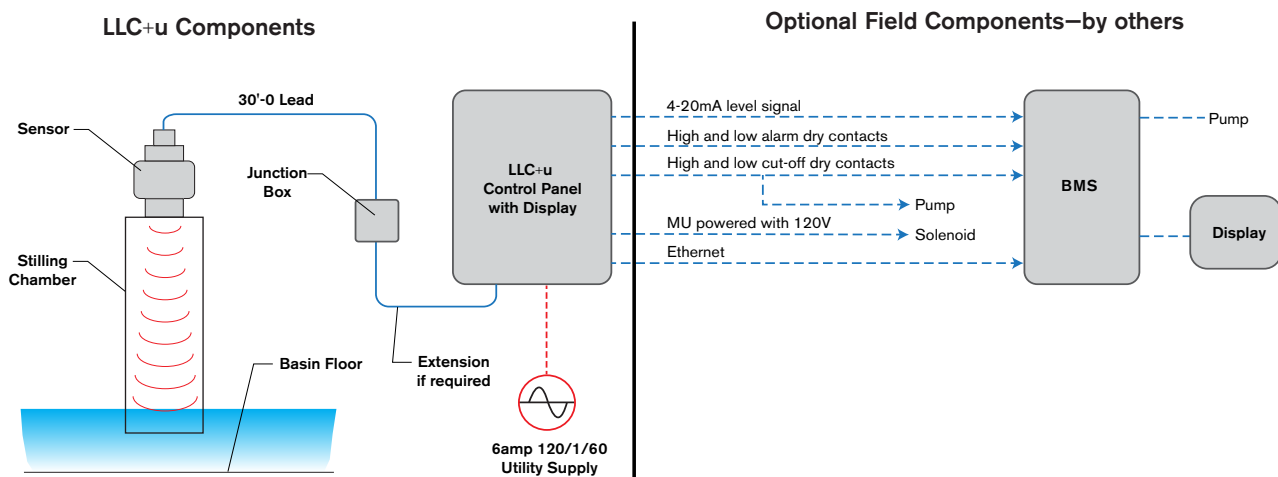 LLC+u Components
Optional Field Components—by others
30'-0 Lead
Sensor
Junction
Box
Stilling
Chamber
Basin Floor
Extension
if required
LLC+u
Control Panel
with Display
6amp 120/1/60
Utility Supply
4-20mA level signal
High and low alarm dry contacts
High and low cut-off dry contacts
Pump
MU powered with 120V
Solenoid
Ethernet
BMS
Pump
Display